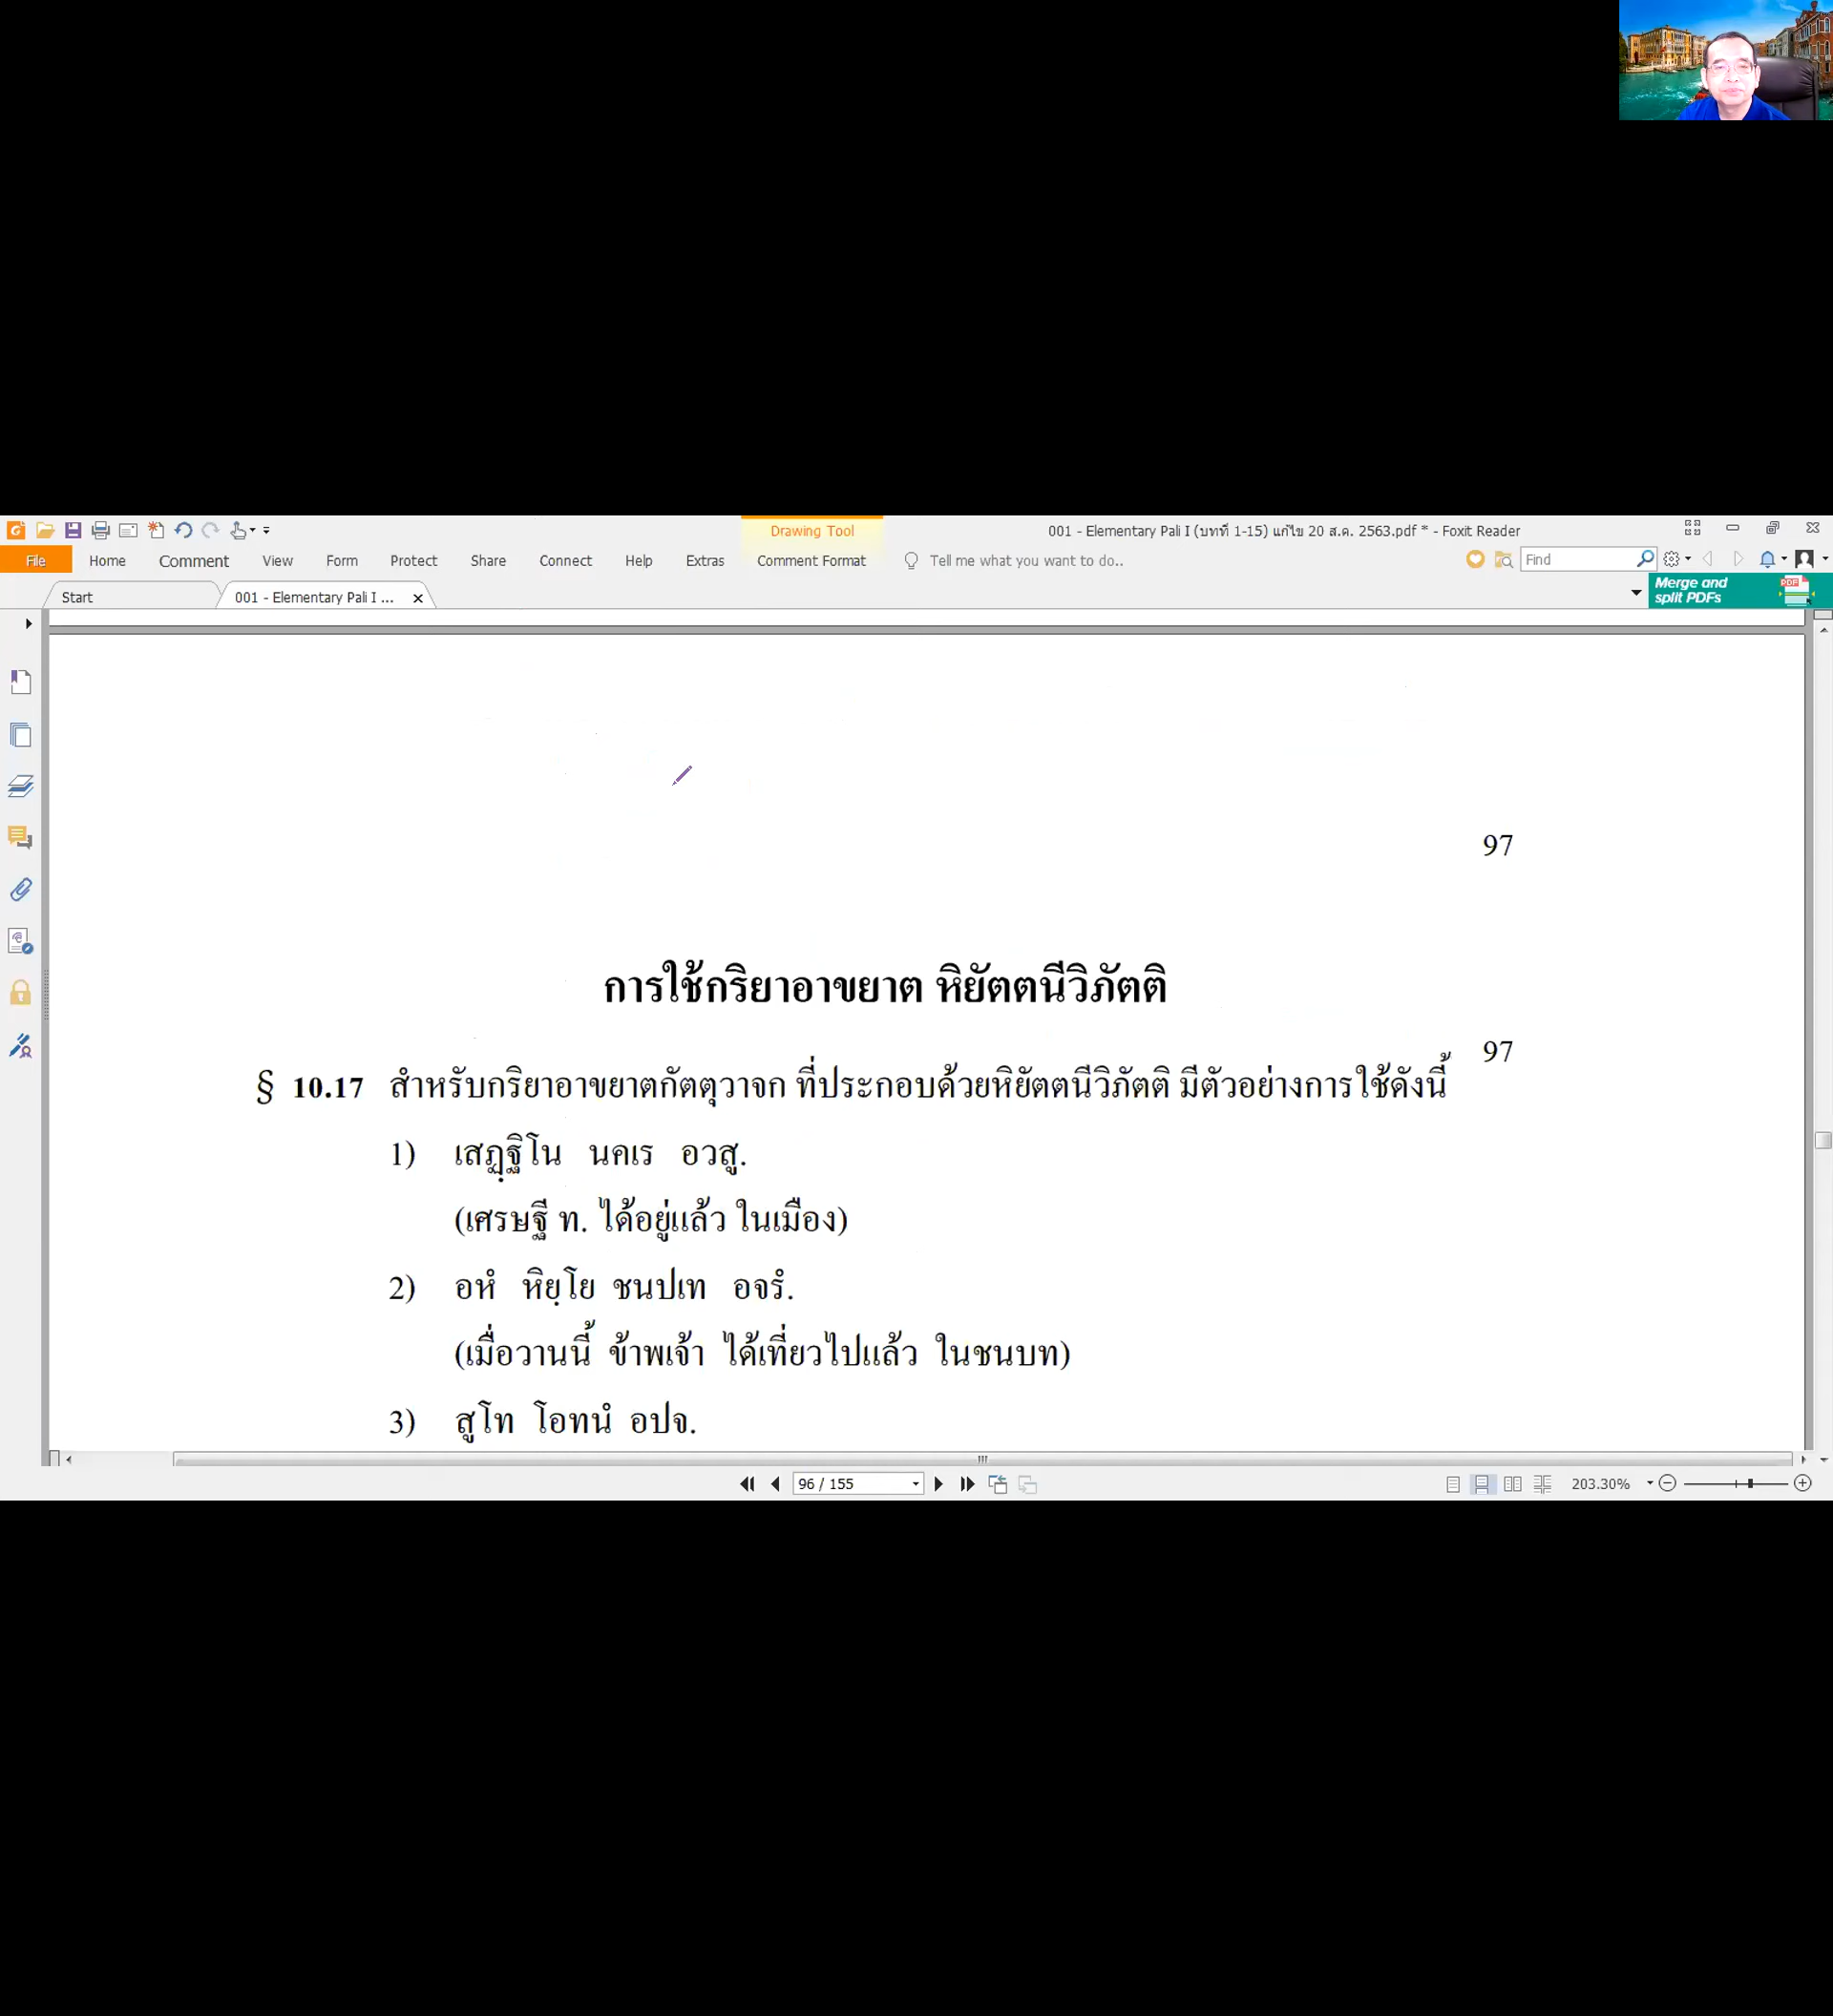 Drawing Tool
001 - Elementary Pali I (บทที่ 1-15) แก้ไข 20 ส.ค. 2563.pdf * - Foxit Reader
File Home Comment View Form Protect Share Connect Help Extras Comment Format Tell me what you want to do.. Find
Start 001 - Elementary Pali I ... Merge and
split PDFs
97
การใช้กริยาอาขยาต หิยัตตนีวิภัตติ
97
§ 10.17 สำหรับกริยาอาขยาตกัตตุวาจก ที่ประกอบด้วยหิยัตตนีวิภัตติ มีตัวอย่างการใช้ดังนี้
1) เสฏฺฐิโน นคเร อวสู.
(เศรษฐี ท. ได้อยู่แล้ว ในเมือง)
2) อหํ หิยฺโย ชนปเท อจรํ.
(เมื่อวานนี้ ข้าพเจ้า ได้เที่ยวไปแล้ว ในชนบท)
3) สูโท โอทนํ อปจ.
96 / 155 203.30%